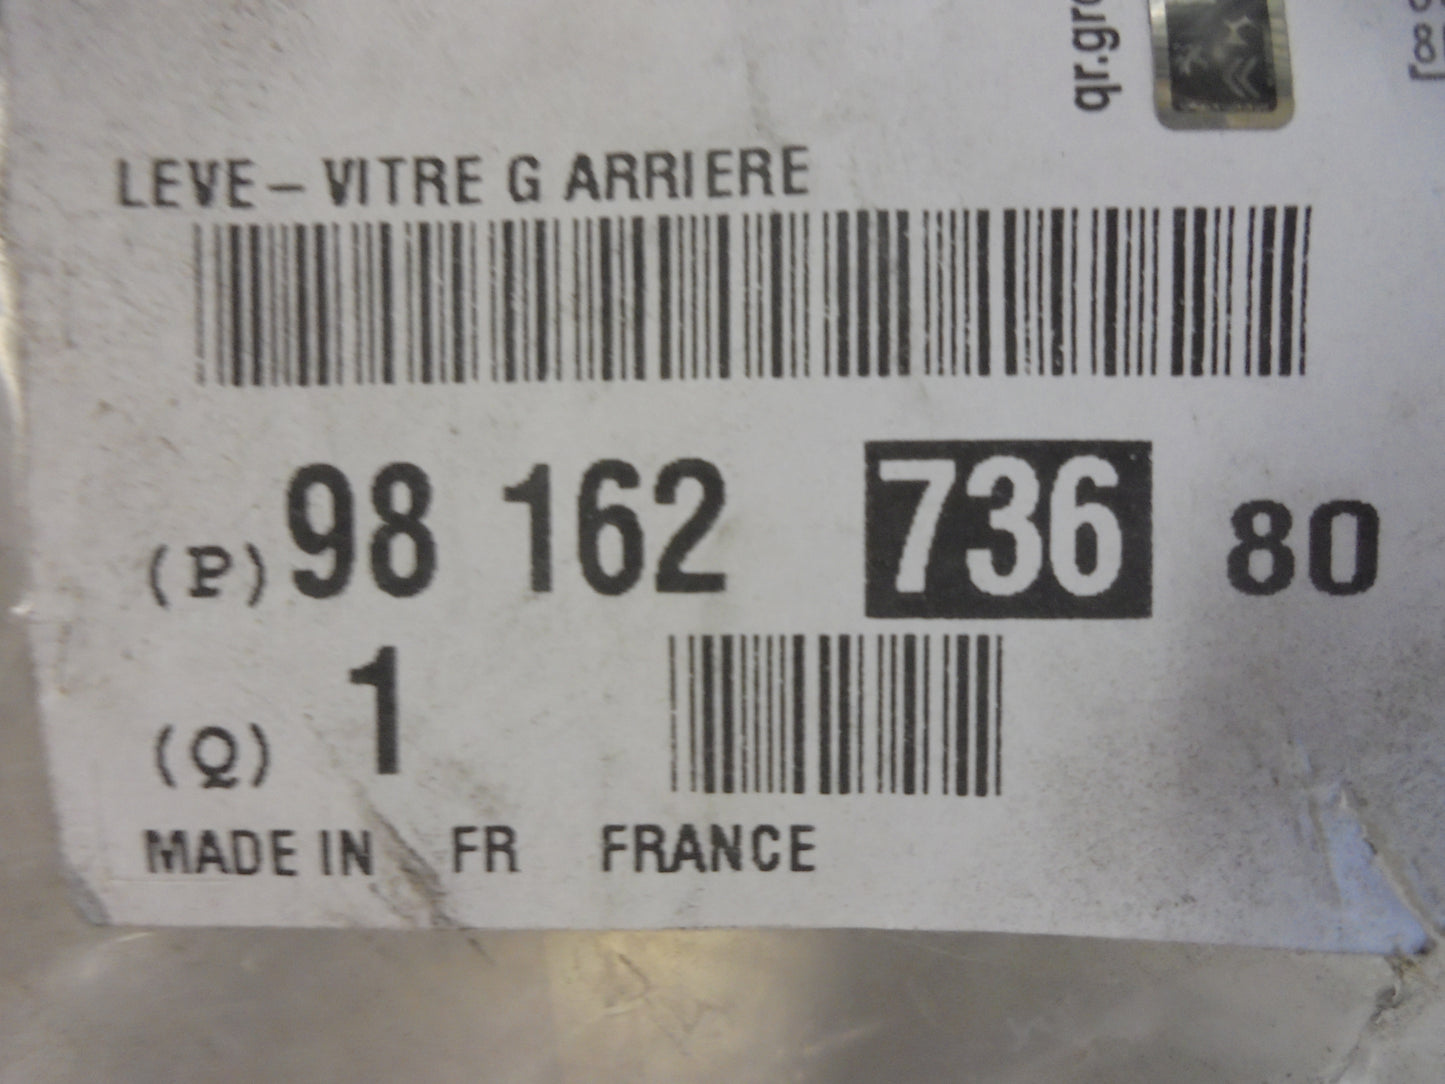 LEVE-VITRE G ARRIERE
(P) 98 162 736 80
(Q) 1
MADE IN FR FRANCE